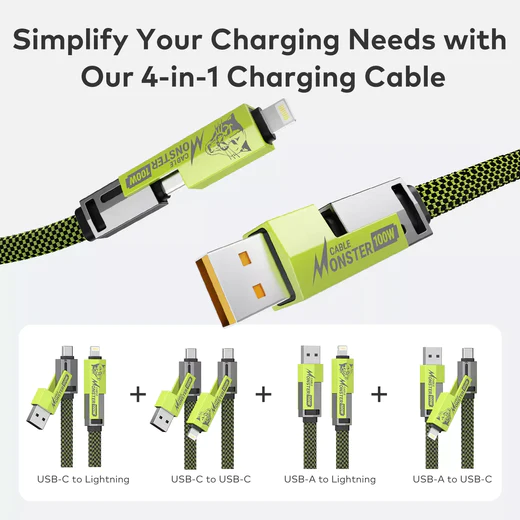 Simplify Your Charging Needs with
Our 4-in-1 Charging Cable
CABLE
MONSTER 100W
CABLE
MONSTER 100W
+
+
+
USB-C to Lightning
USB-C to USB-C
USB-A to Lightning
USB-A to USB-C